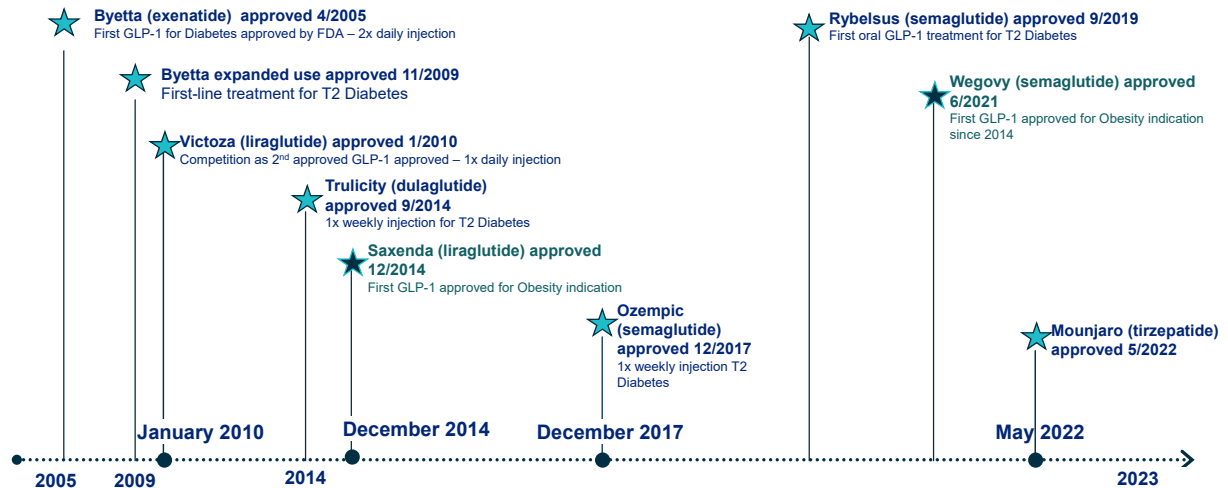 Byetta (exenatide) approved 4/2005
First GLP-1 for Diabetes approved by FDA – 2x daily injection
Byetta expanded use approved 11/2009
First-line treatment for T2 Diabetes
Victoza (liraglutide) approved 1/2010
Competition as 2nd approved GLP-1 approved – 1x daily injection
Trulicity (dulaglutide)
approved 9/2014
1x weekly injection for T2 Diabetes
Saxenda (liraglutide) approved
12/2014
First GLP-1 approved for Obesity indication
Ozempic
(semaglutide)
approved 12/2017
1x weekly injection T2
Diabetes
Rybelsus (semaglutide) approved 9/2019
First oral GLP-1 treatment for T2 Diabetes
Wegovy (semaglutide) approved
6/2021
First GLP-1 approved for Obesity indication
since 2014
Mounjaro (tirzepatide)
approved 5/2022
January 2010
December 2014
December 2017
May 2022
2005
2009
2014
2023